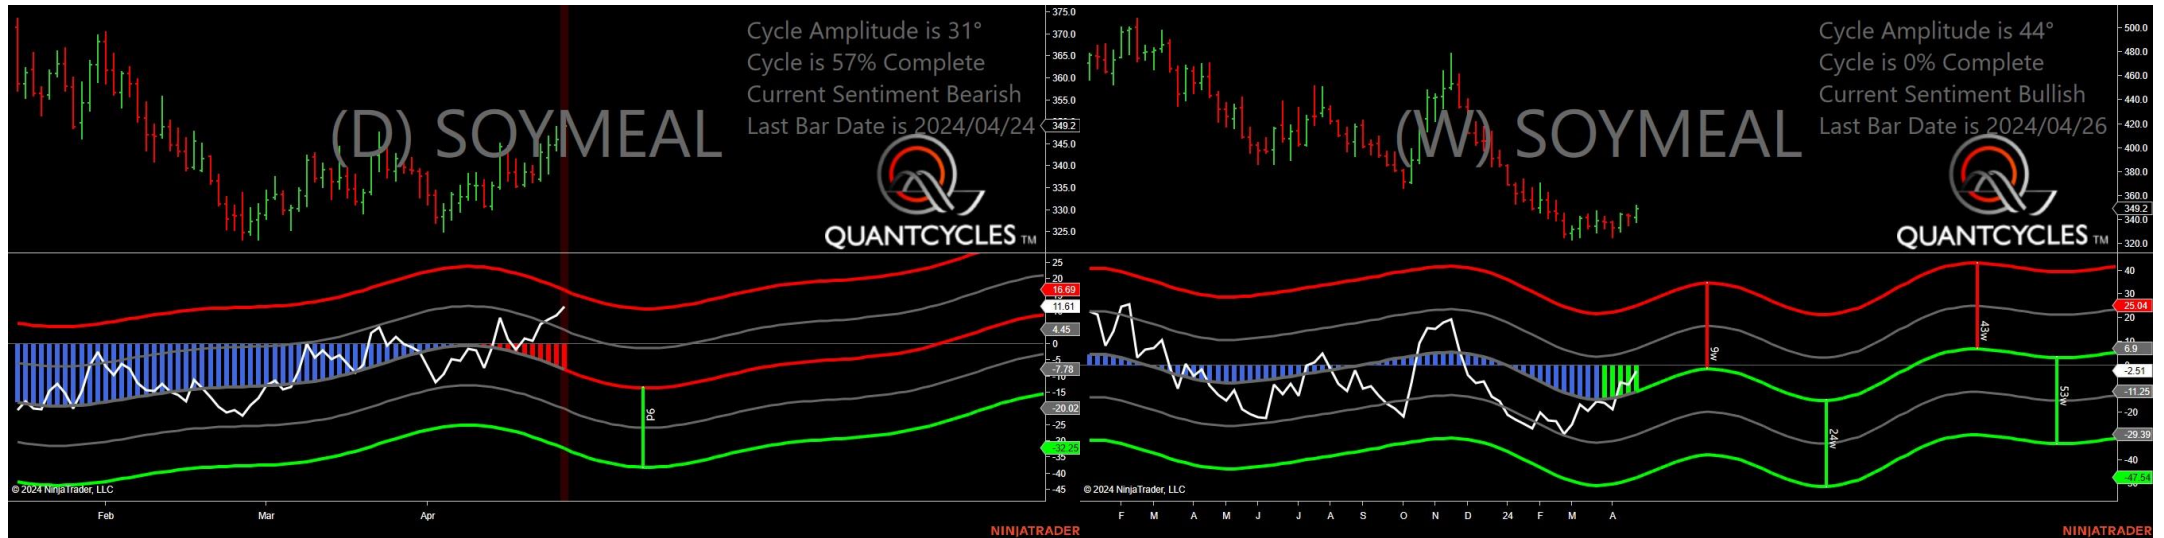 Cycle Amplitude is 31°
Cycle is 57% Complete
Current Sentiment Bearish
Last Bar Date is 2024/04/24
(D) SOYMEAL
QUANTCYCLES TM
375.0
370.0
365.0
360.0
355.0
349.2
345.0
340.0
335.0
330.0
325.0
25
20
16.69
11.61
4.45
0
-5
-7.78
-15
-20.02
-25
-32.25
-35
-40
-45
9d
© 2024 NinjaTrader, LLC
Feb Mar Apr
NINJATRADER
Cycle Amplitude is 44°
Cycle is 0% Complete
Current Sentiment Bullish
Last Bar Date is 2024/04/26
(W) SOYMEAL
QUANTCYCLES TM
500.0
480.0
460.0
440.0
420.0
400.0
380.0
360.0
349.2
340.0
320.0
40
30
25.04
20
6.9
-2.51
-11.25
-20
-29.39
-40
-47.54
9w
24w
43w
53w
© 2024 NinjaTrader, LLC
F M A M J J A S O N D 24 F M A
NINJATRADER